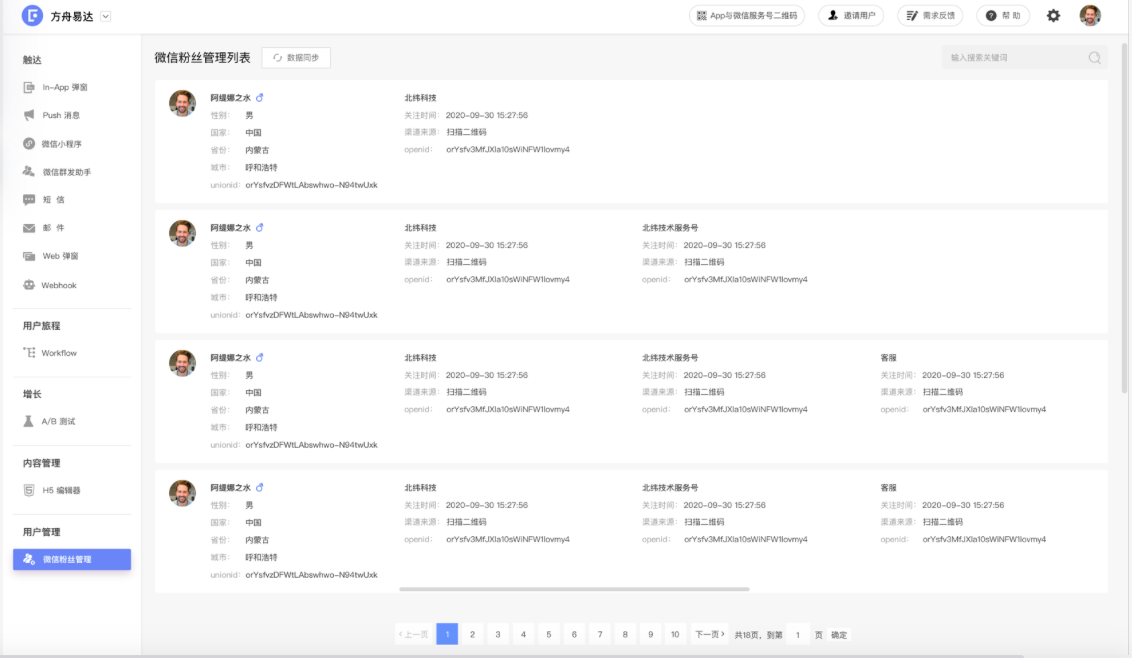 方舟易达
App与微信服务号二维码
邀请用户
需求反馈
帮 助
触达
In-App 弹窗
Push 消息
微信小程序
微信群发助手
短 信
邮 件
Web 弹窗
Webhook
用户旅程
Workflow
增长
A/B 测试
内容管理
H5 编辑器
用户管理
微信粉丝管理
微信粉丝管理列表
数据同步
输入搜索关键词
阿缇娜之水
性别： 男
国家： 中国
省份： 内蒙古
城市： 呼和浩特
unionid： orYsfvzDFWtLAbswhwo-N94twUxk
北纬科技
关注时间： 2020-09-30 15:27:56
渠道来源： 扫描二维码
openid： orYsfv3MfJXla10sWiNFW1lovmy4
阿缇娜之水
性别： 男
国家： 中国
省份： 内蒙古
城市： 呼和浩特
unionid： orYsfvzDFWtLAbswhwo-N94twUxk
北纬科技
关注时间： 2020-09-30 15:27:56
渠道来源： 扫描二维码
openid： orYsfv3MfJXla10sWiNFW1lovmy4
北纬技术服务号
关注时间： 2020-09-30 15:27:56
渠道来源： 扫描二维码
openid： orYsfv3MfJXla10sWiNFW1lovmy4
阿缇娜之水
性别： 男
国家： 中国
省份： 内蒙古
城市： 呼和浩特
unionid： orYsfvzDFWtLAbswhwo-N94twUxk
北纬科技
关注时间： 2020-09-30 15:27:56
渠道来源： 扫描二维码
openid： orYsfv3MfJXla10sWiNFW1lovmy4
北纬技术服务号
关注时间： 2020-09-30 15:27:56
渠道来源： 扫描二维码
openid： orYsfv3MfJXla10sWiNFW1lovmy4
客服
关注时间： 2020-09-30 15:27:56
渠道来源： 扫描二维码
openid： orYsfv3MfJXla10sWiNFW1lovmy4
阿缇娜之水
性别： 男
国家： 中国
省份： 内蒙古
城市： 呼和浩特
unionid： orYsfvzDFWtLAbswhwo-N94twUxk
北纬科技
关注时间： 2020-09-30 15:27:56
渠道来源： 扫描二维码
openid： orYsfv3MfJXla10sWiNFW1lovmy4
北纬技术服务号
关注时间： 2020-09-30 15:27:56
渠道来源： 扫描二维码
openid： orYsfv3MfJXla10sWiNFW1lovmy4
客服
关注时间： 2020-09-30 15:27:56
渠道来源： 扫描二维码
openid： orYsfv3MfJXla10sWiNFW1lovmy4
上一页 1 2 3 4 5 6 7 8 9 10 下一页 共18页，到第 1 页 确定